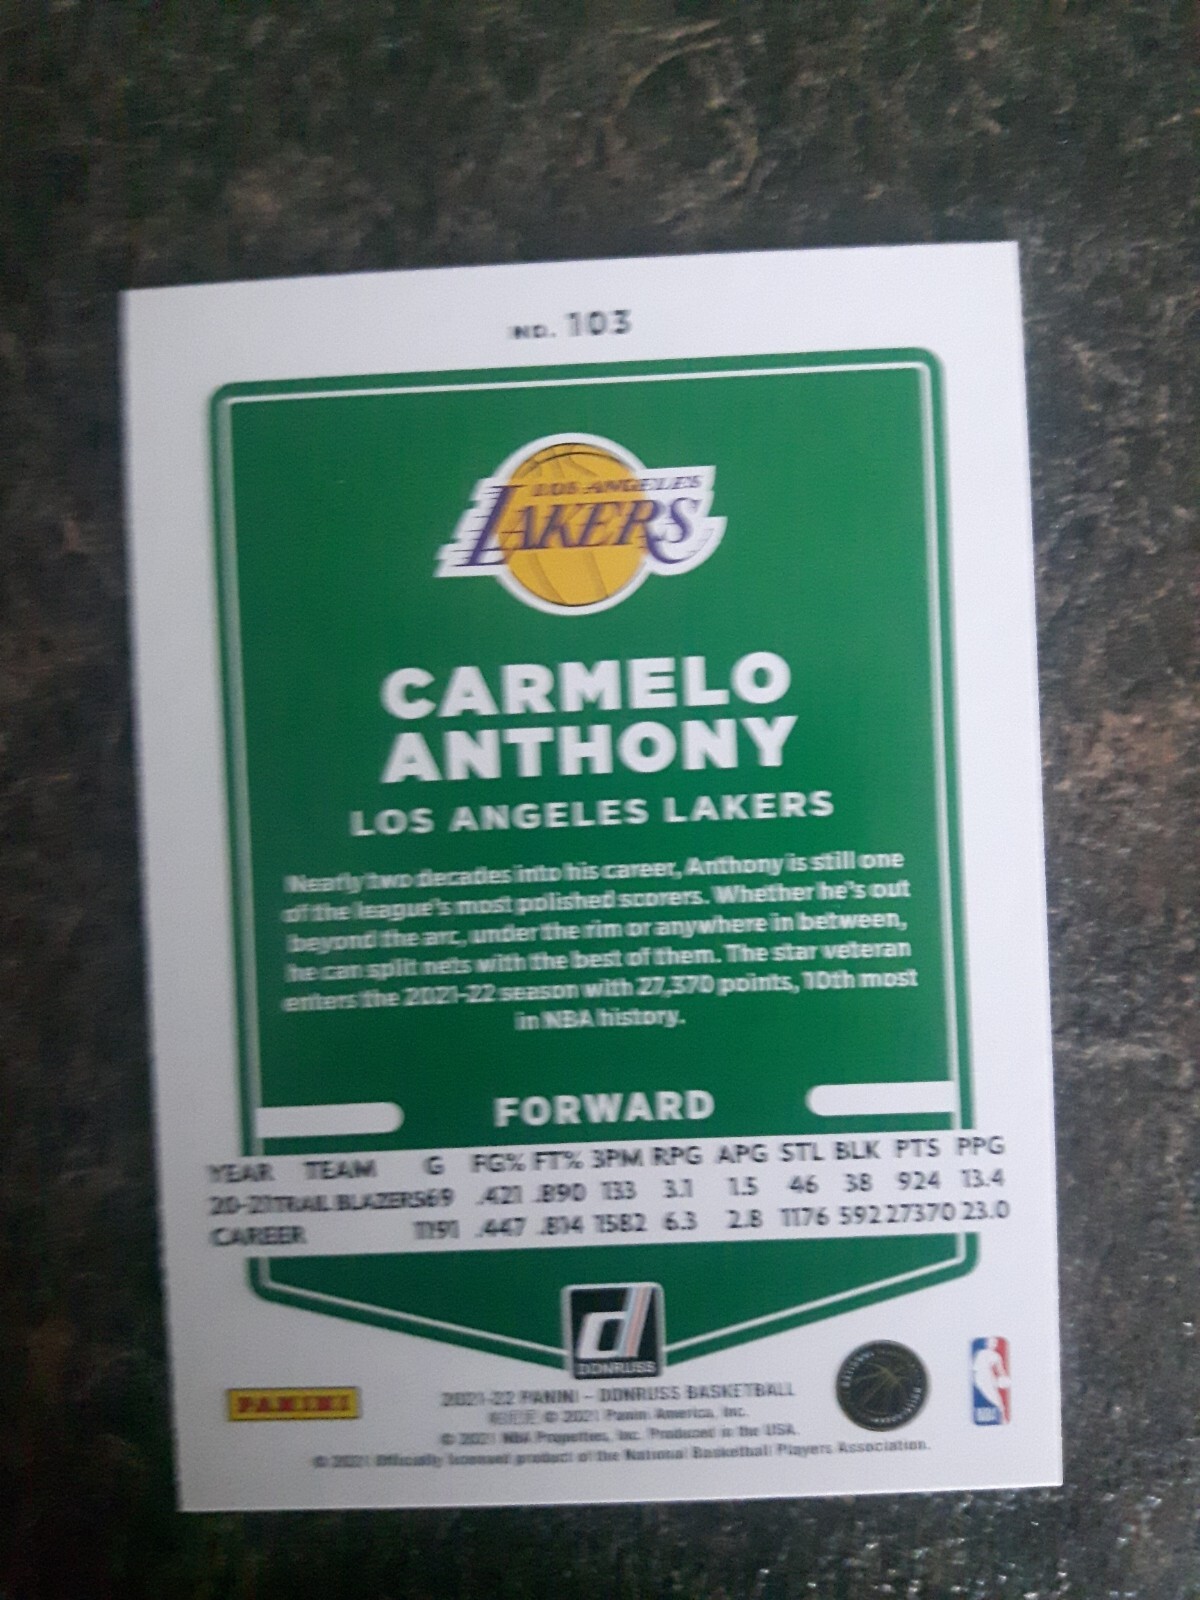 NO. 103
LOS ANGELES
LAKERS
CARMELO
ANTHONY
LOS ANGELES LAKERS
Nearly two decades into his career, Anthony is still one
of the league's most polished scorers. Whether he's out
beyond the arc, under the rim or anywhere in between,
he can split nets with the best of them. The star veteran
enters the 2021-22 season with 27,370 points, 10th most
in NBA history.
FORWARD
YEAR TEAM G FG% FT% 3PM RPG APG STL BLK PTS PPG
20-21 TRAIL BLAZERS 69 .421 .890 133 3.1 1.5 46 38 924 13.4
CAREER 1191 .447 .814 1582 6.3 2.8 1176 592 27370 23.0
d
DONRUSS
PANINI
2021-22 PANINI - DONRUSS BASKETBALL
© 2021 Panini America, Inc.
© 2021 NBA Properties, Inc. Produced in the USA.
© 2021 Officially licensed product of the National Basketball Players Association.
NBA